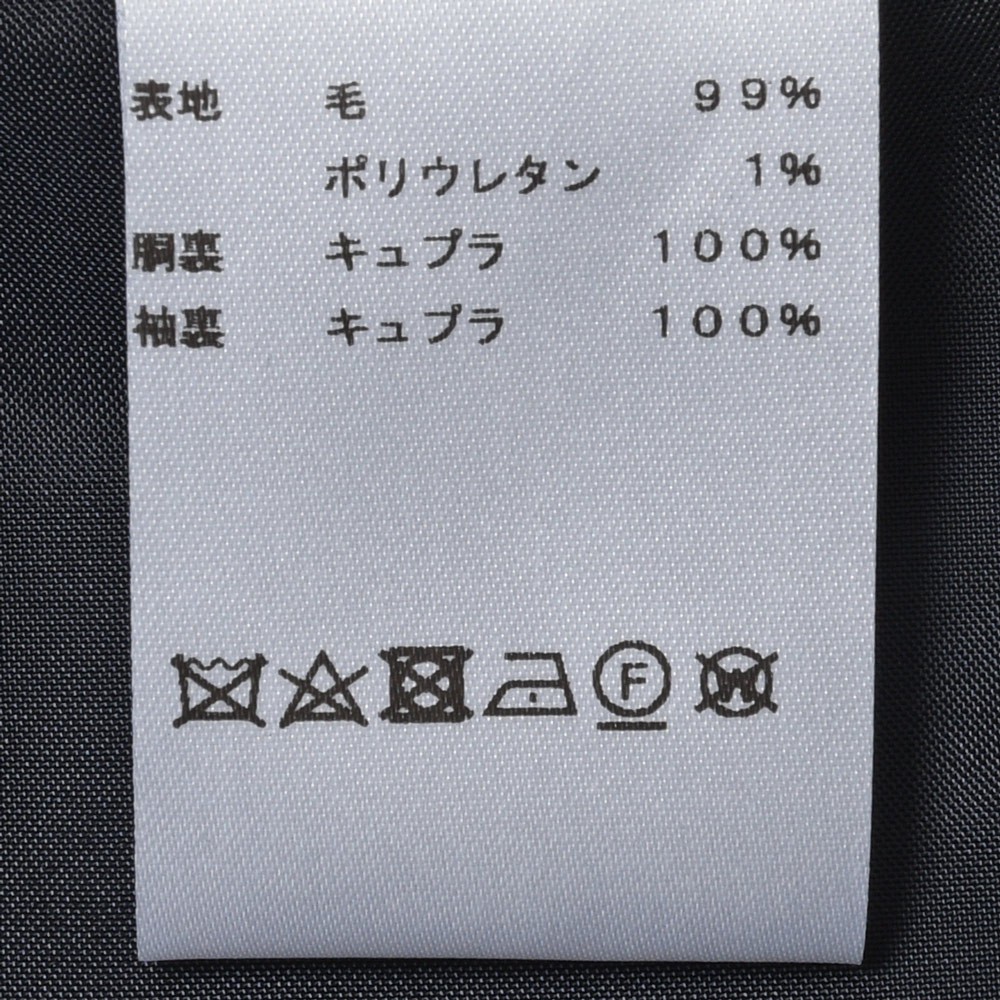 表地 毛 99%
ポリウレタン 1%
胴裏 キュプラ 100%
袖裏 キュプラ 100%
F W